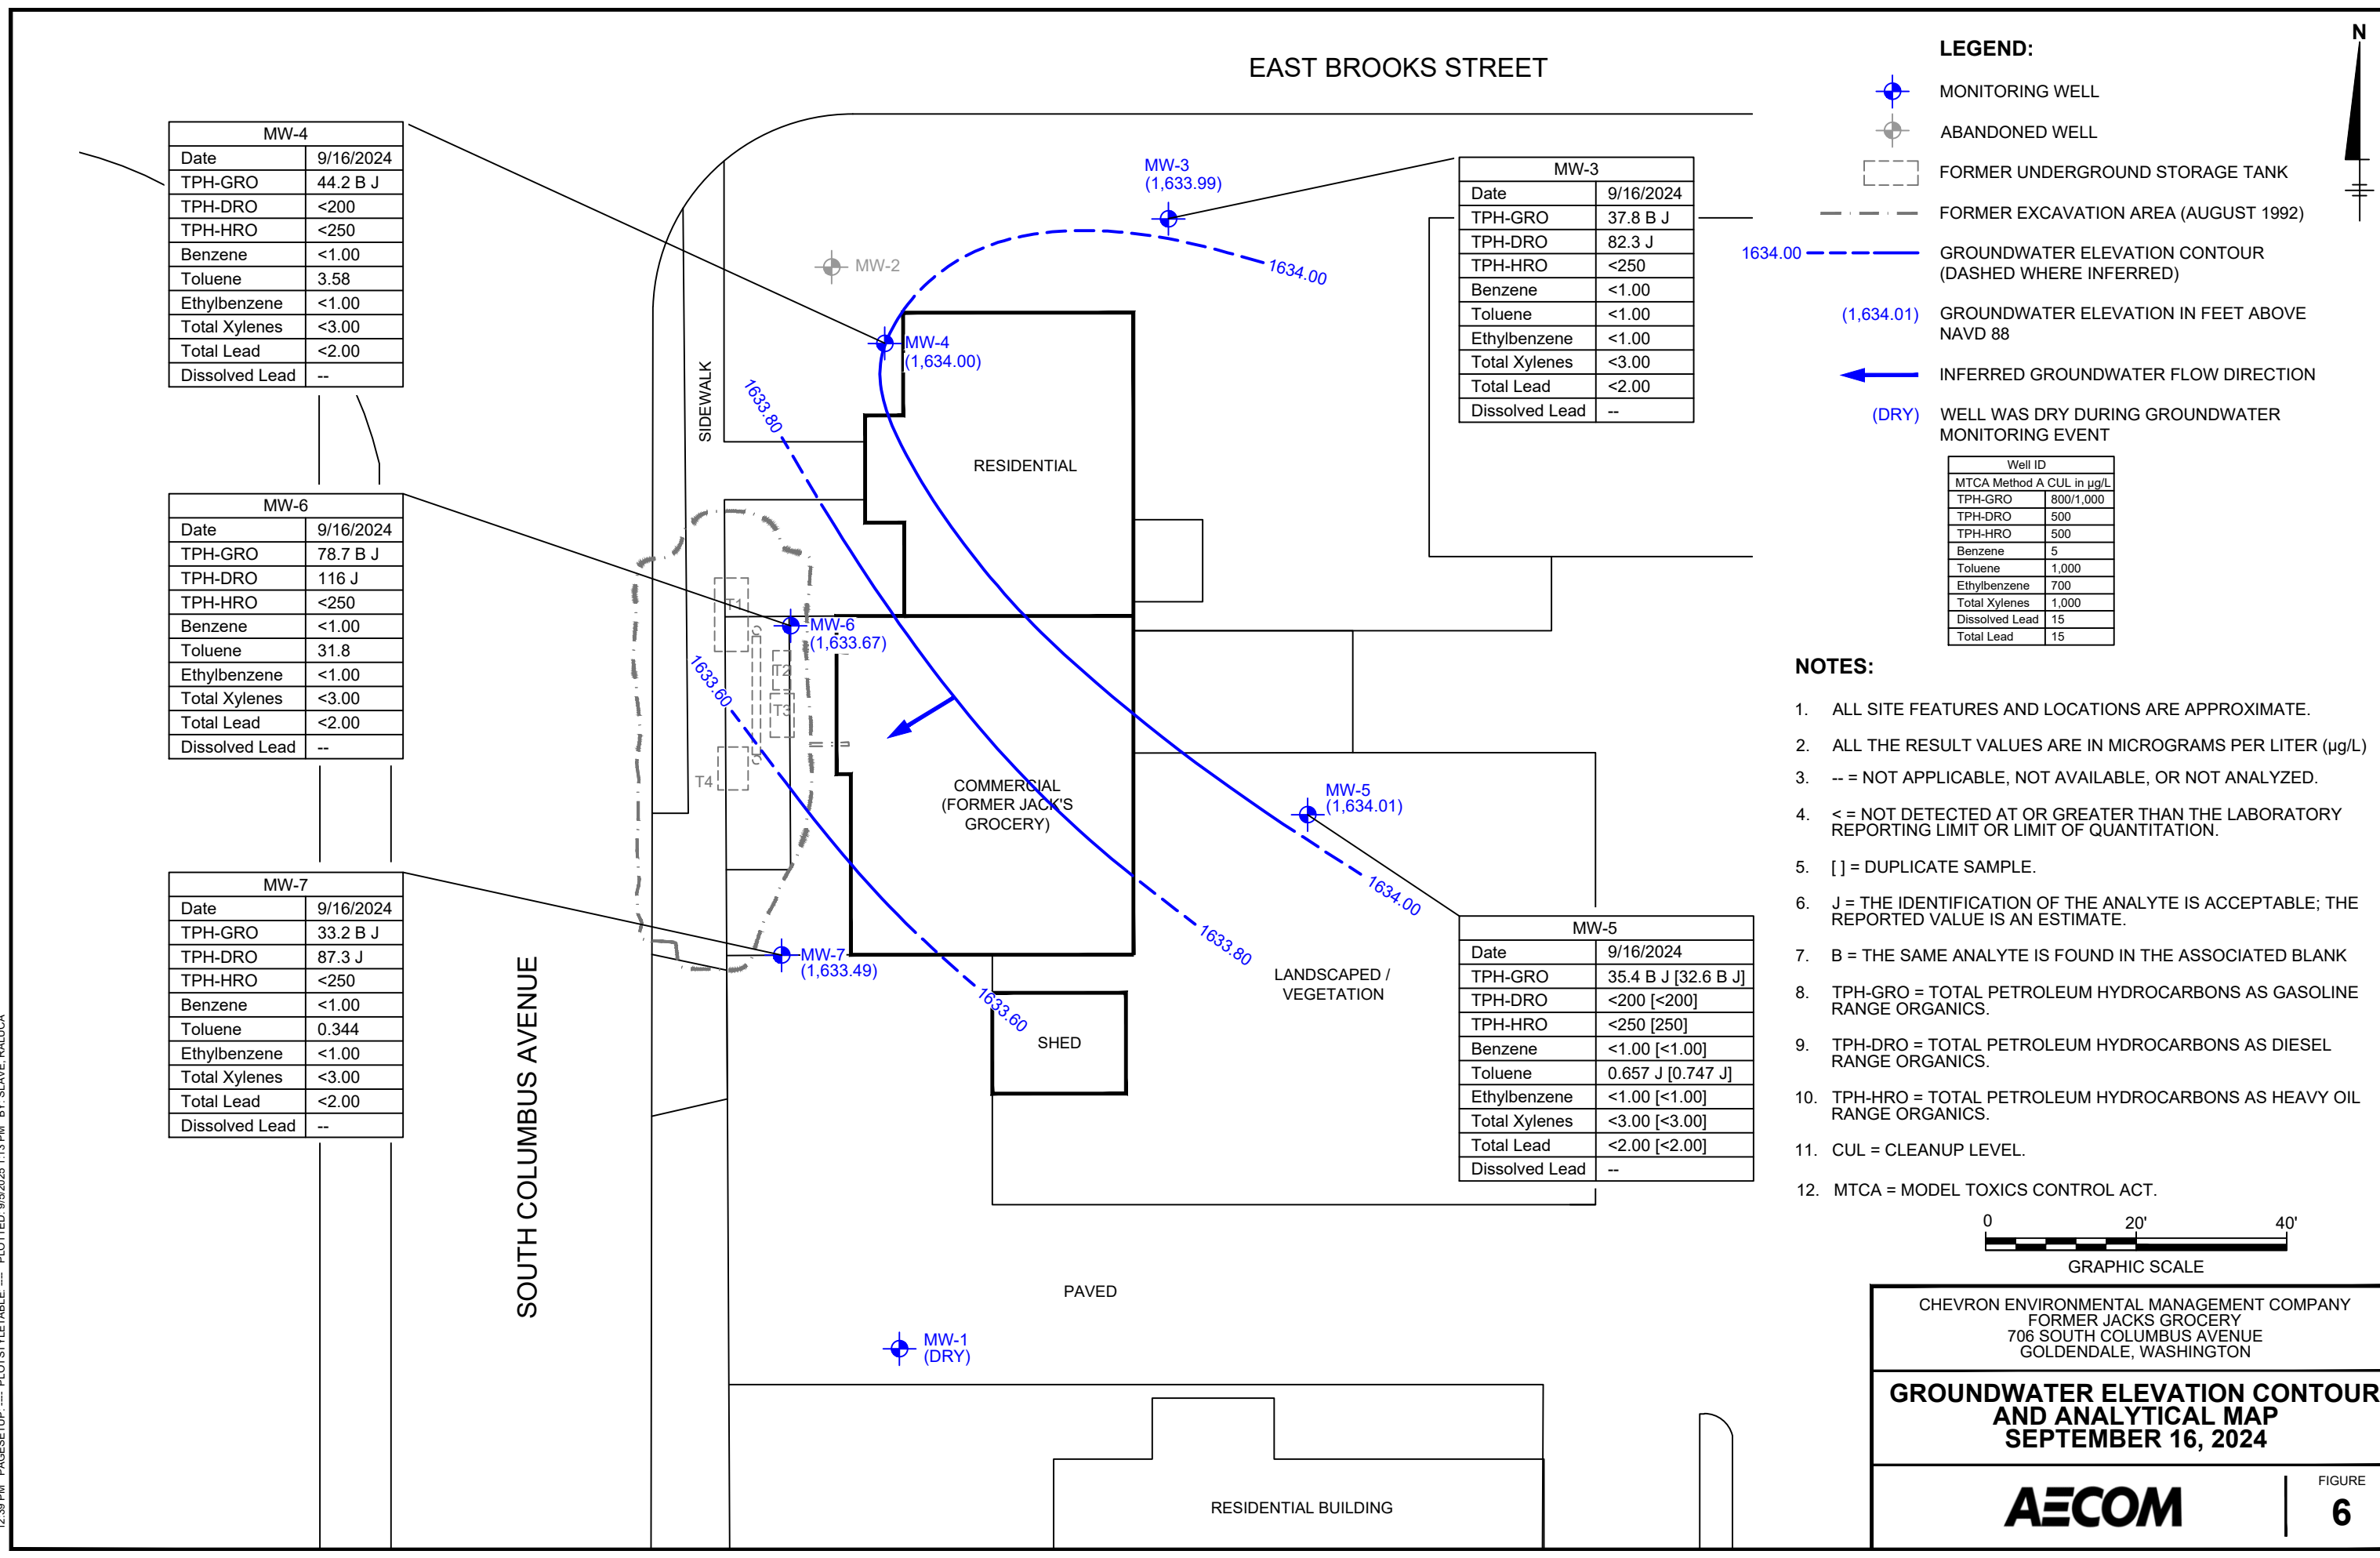 EAST BROOKS STREET
N
LEGEND:
MONITORING WELL
ABANDONED WELL
FORMER UNDERGROUND STORAGE TANK
FORMER EXCAVATION AREA (AUGUST 1992)
1634.00 GROUNDWATER ELEVATION CONTOUR
(DASHED WHERE INFERRED)
(1,634.01) GROUNDWATER ELEVATION IN FEET ABOVE
NAVD 88
INFERRED GROUNDWATER FLOW DIRECTION
(DRY) WELL WAS DRY DURING GROUNDWATER
MONITORING EVENT
Well ID
MTCA Method A CUL in µg/L
TPH-GRO 800/1,000
TPH-DRO 500
TPH-HRO 500
Benzene 5
Toluene 1,000
Ethylbenzene 700
Total Xylenes 1,000
Dissolved Lead 15
Total Lead 15
NOTES:
1. ALL SITE FEATURES AND LOCATIONS ARE APPROXIMATE.
2. ALL THE RESULT VALUES ARE IN MICROGRAMS PER LITER (µg/L)
3. -- = NOT APPLICABLE, NOT AVAILABLE, OR NOT ANALYZED.
4. < = NOT DETECTED AT OR GREATER THAN THE LABORATORY
REPORTING LIMIT OR LIMIT OF QUANTITATION.
5. [ ] = DUPLICATE SAMPLE.
6. J = THE IDENTIFICATION OF THE ANALYTE IS ACCEPTABLE; THE
REPORTED VALUE IS AN ESTIMATE.
7. B = THE SAME ANALYTE IS FOUND IN THE ASSOCIATED BLANK
8. TPH-GRO = TOTAL PETROLEUM HYDROCARBONS AS GASOLINE
RANGE ORGANICS.
9. TPH-DRO = TOTAL PETROLEUM HYDROCARBONS AS DIESEL
RANGE ORGANICS.
10. TPH-HRO = TOTAL PETROLEUM HYDROCARBONS AS HEAVY OIL
RANGE ORGANICS.
11. CUL = CLEANUP LEVEL.
12. MTCA = MODEL TOXICS CONTROL ACT.
0 20' 40'
GRAPHIC SCALE
CHEVRON ENVIRONMENTAL MANAGEMENT COMPANY
FORMER JACKS GROCERY
706 SOUTH COLUMBUS AVENUE
GOLDENDALE, WASHINGTON
GROUNDWATER ELEVATION CONTOUR
AND ANALYTICAL MAP
SEPTEMBER 16, 2024
AECOM
FIGURE
6
MW-4
Date 9/16/2024
TPH-GRO 44.2 B J
TPH-DRO <200
TPH-HRO <250
Benzene <1.00
Toluene 3.58
Ethylbenzene <1.00
Total Xylenes <3.00
Total Lead <2.00
Dissolved Lead --
MW-6
Date 9/16/2024
TPH-GRO 78.7 B J
TPH-DRO 116 J
TPH-HRO <250
Benzene <1.00
Toluene 31.8
Ethylbenzene <1.00
Total Xylenes <3.00
Total Lead <2.00
Dissolved Lead --
MW-7
Date 9/16/2024
TPH-GRO 33.2 B J
TPH-DRO 87.3 J
TPH-HRO <250
Benzene <1.00
Toluene 0.344
Ethylbenzene <1.00
Total Xylenes <3.00
Total Lead <2.00
Dissolved Lead --
MW-3
Date 9/16/2024
TPH-GRO 37.8 B J
TPH-DRO 82.3 J
TPH-HRO <250
Benzene <1.00
Toluene <1.00
Ethylbenzene <1.00
Total Xylenes <3.00
Total Lead <2.00
Dissolved Lead --
MW-5
Date 9/16/2024
TPH-GRO 35.4 B J [32.6 B J]
TPH-DRO <200 [<200]
TPH-HRO <250 [250]
Benzene <1.00 [<1.00]
Toluene 0.657 J [0.747 J]
Ethylbenzene <1.00 [<1.00]
Total Xylenes <3.00 [<3.00]
Total Lead <2.00 [<2.00]
Dissolved Lead --
MW-3
(1,633.99)
1634.00
MW-2
MW-4
(1,634.00)
SIDEWALK
1633.80
RESIDENTIAL
T1
MW-6
(1,633.67)
T2
1633.60
T3
T4
COMMERCIAL
(FORMER JACK'S
GROCERY)
MW-5
(1,634.01)
1634.00
1633.80
MW-7
(1,633.49)
1633.60
LANDSCAPED /
VEGETATION
SHED
SOUTH COLUMBUS AVENUE
PAVED
MW-1
(DRY)
RESIDENTIAL BUILDING